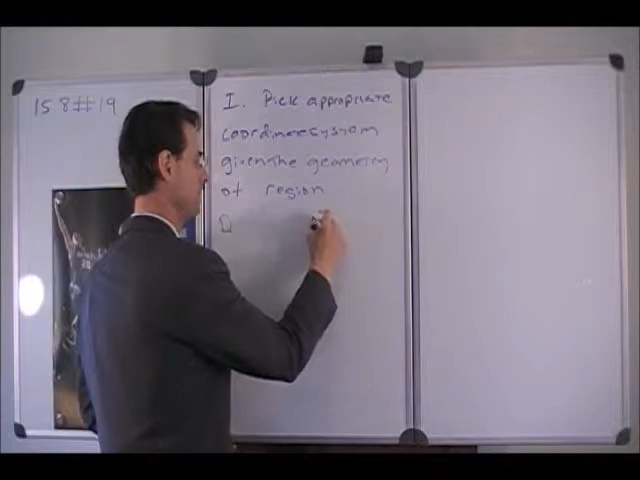 15 8## 19
I. Pick appropriate
coordinate system
given the geometry
of region
D